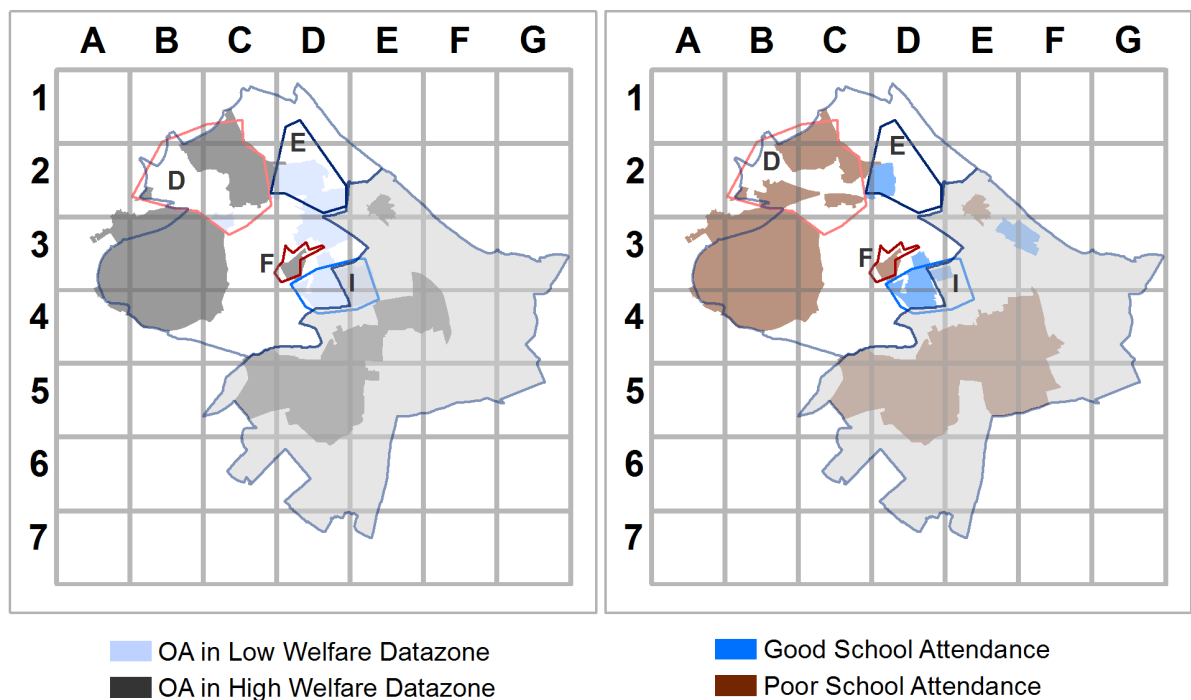 A B C D E F G
1
2
3
4
5
6
7
E
D
F
I
OA in Low Welfare Datazone
OA in High Welfare Datazone
A B C D E F G
1
2
3
4
5
6
7
E
D
F
I
Good School Attendance
Poor School Attendance